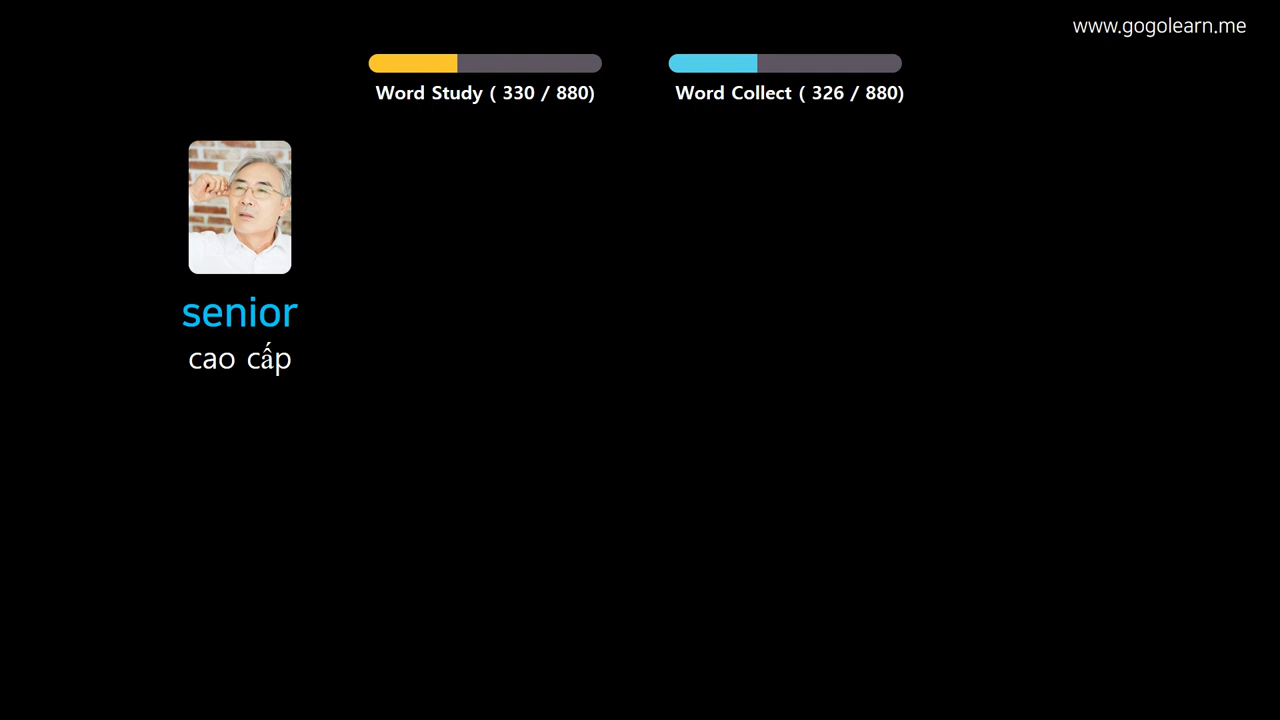 www.gogolearn.me
Word Study ( 330 / 880)
Word Collect ( 326 / 880)
senior
cao cấp